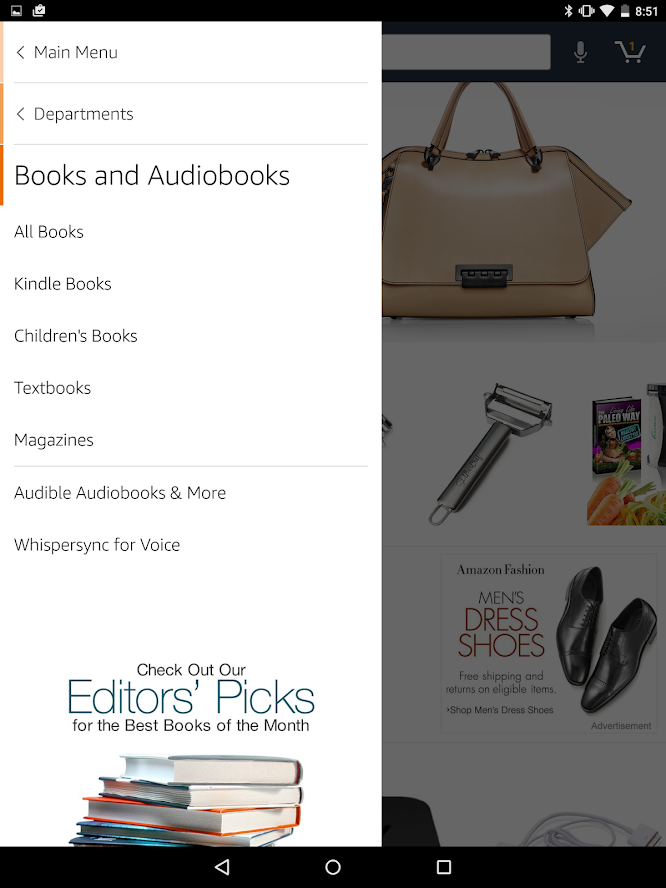 8:51
Main Menu
1
Departments
Books and Audiobooks
All Books
Kindle Books
Children's Books
Textbooks
Magazines
Audible Audiobooks & More
Whispersync for Voice
Check Out Our
Editors' Picks
for the Best Books of the Month
PALEO WAY
Amazon Fashion
MEN'S
DRESS
SHOES
Free shipping and
returns on eligible items.
›Shop Men's Dress Shoes
Advertisement